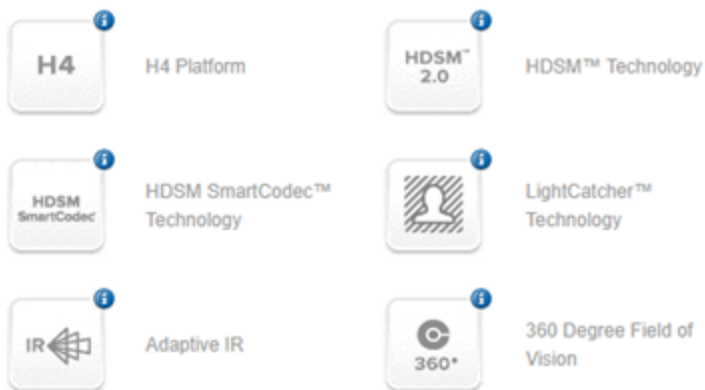 H4
H4 Platform
HDSM™
2.0
HDSM™ Technology
HDSM
SmartCodec
HDSM SmartCodec™
Technology
LightCatcher™
Technology
IR
Adaptive IR
360°
360 Degree Field of
Vision